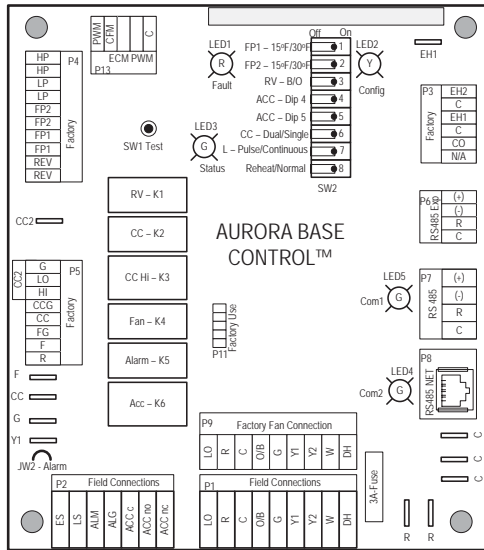 PWM
CFM
C
ECM PWM
P13
Off On
LED1
R
Fault
FP1 – 15ºF/30ºF 1
FP2 – 15ºF/30ºF 2
RV – B/O 3
ACC – Dip 4 4
ACC – Dip 5 5
CC – Dual/Single 6
L – Pulse/Continuous 7
Reheat/Normal 8
SW2
LED2
Y
Config
EH1
HP
HP
LP
LP
FP2
FP2
FP1
FP1
REV
REV
P4
Factory
SW1 Test
LED3
G
Status
P3
Factory
EH2
C
EH1
C
CO
N/A
RV – K1
CC – K2
CC Hi – K3
Fan – K4
Alarm – K5
Acc – K6
AURORA BASE
CONTROL™
P6
RS485 Exp
(+)
(-)
R
C
CC2
CC2
G
LO
HI
CCG
CC
FG
F
R
P5
Factory
P11
Factory Use
LED5
Com1
G
P7
RS 485
(+)
(-)
R
C
LED4
Com2
G
P8
RS485 NET
F
CC
G
Y1
JW2 - Alarm
P9 Factory Fan Connection
LO
R
C
O/B
G
Y1
Y2
W
DH
C
C
C
P2 Field Connections
ES
LS
ALM
ALG
ACC c
ACC no
ACC nc
P1 Field Connections
LO
R
C
O/B
G
Y1
Y2
W
DH
3A-Fuse
R R